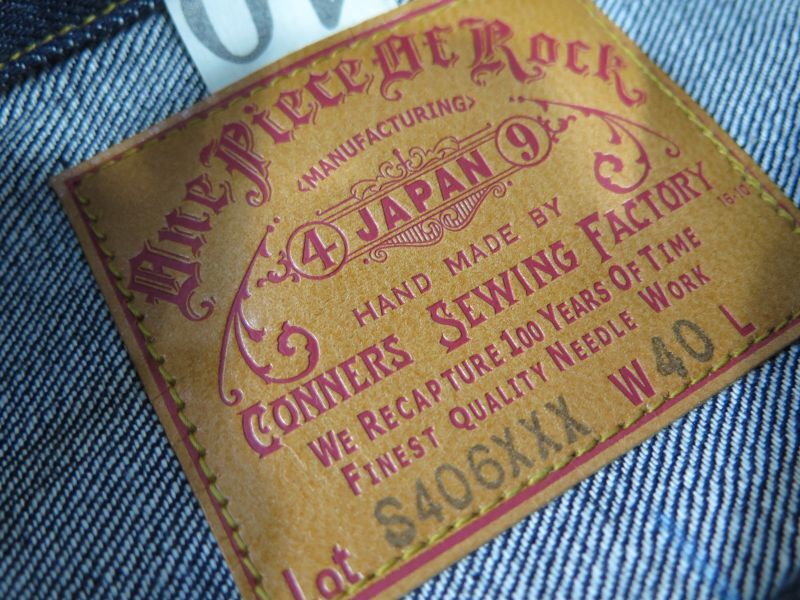 One Piece Of Rock
<MANUFACTURING>
4 JAPAN 9
HAND MADE BY
CONNERS SEWING FACTORY
WE RECAPTURE 100 YEARS OF TIME
FINEST QUALITY NEEDLE WORK
Lot S406XXX W 40 L